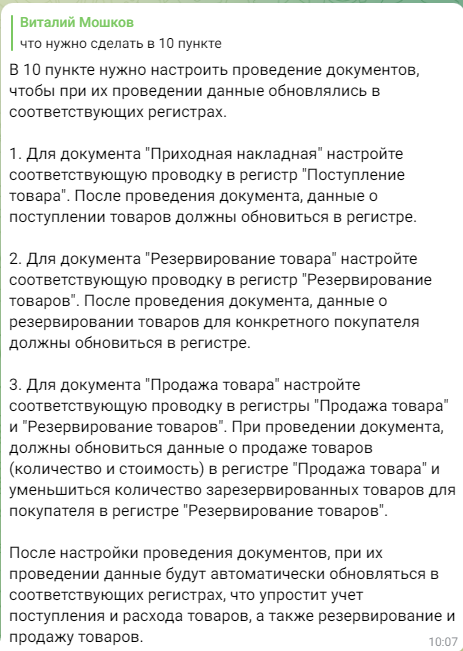 Виталий Мошков
что нужно сделать в 10 пункте
В 10 пункте нужно настроить проведение документов,
чтобы при их проведении данные обновлялись в
соответствующих регистрах.
1. Для документа "Приходная накладная" настройте
соответствующую проводку в регистр "Поступление
товара". После проведения документа, данные о
поступлении товаров должны обновиться в регистре.
2. Для документа "Резервирование товара" настройте
соответствующую проводку в регистр "Резервирование
товаров". После проведения документа, данные о
резервировании товаров для конкретного покупателя
должны обновиться в регистре.
3. Для документа "Продажа товара" настройте
соответствующую проводку в регистры "Продажа товара"
и "Резервирование товаров". При проведении документа,
должны обновиться данные о продаже товаров
(количество и стоимость) в регистре "Продажа товара" и
уменьшиться количество зарезервированных товаров для
покупателя в регистре "Резервирование товаров".
После настройки проведения документов, при их
проведении данные будут автоматически обновляться в
соответствующих регистрах, что упростит учет
поступления и расхода товаров, а также резервирование и
продажу товаров.
10:07